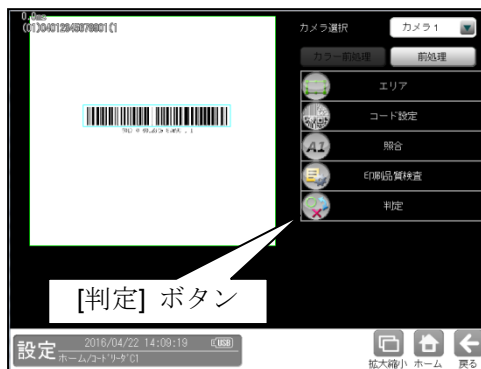 0.0ms
(01)04012345678901(1
カメラ選択
カメラ1
カラー前処理
前処理
エリア
コード設定
照合
印刷品質検査
判定
[判定] ボタン
設定
2016/04/22 14:09:19
USB
ホーム/コードリーダC1
拡大縮小
ホーム
戻る